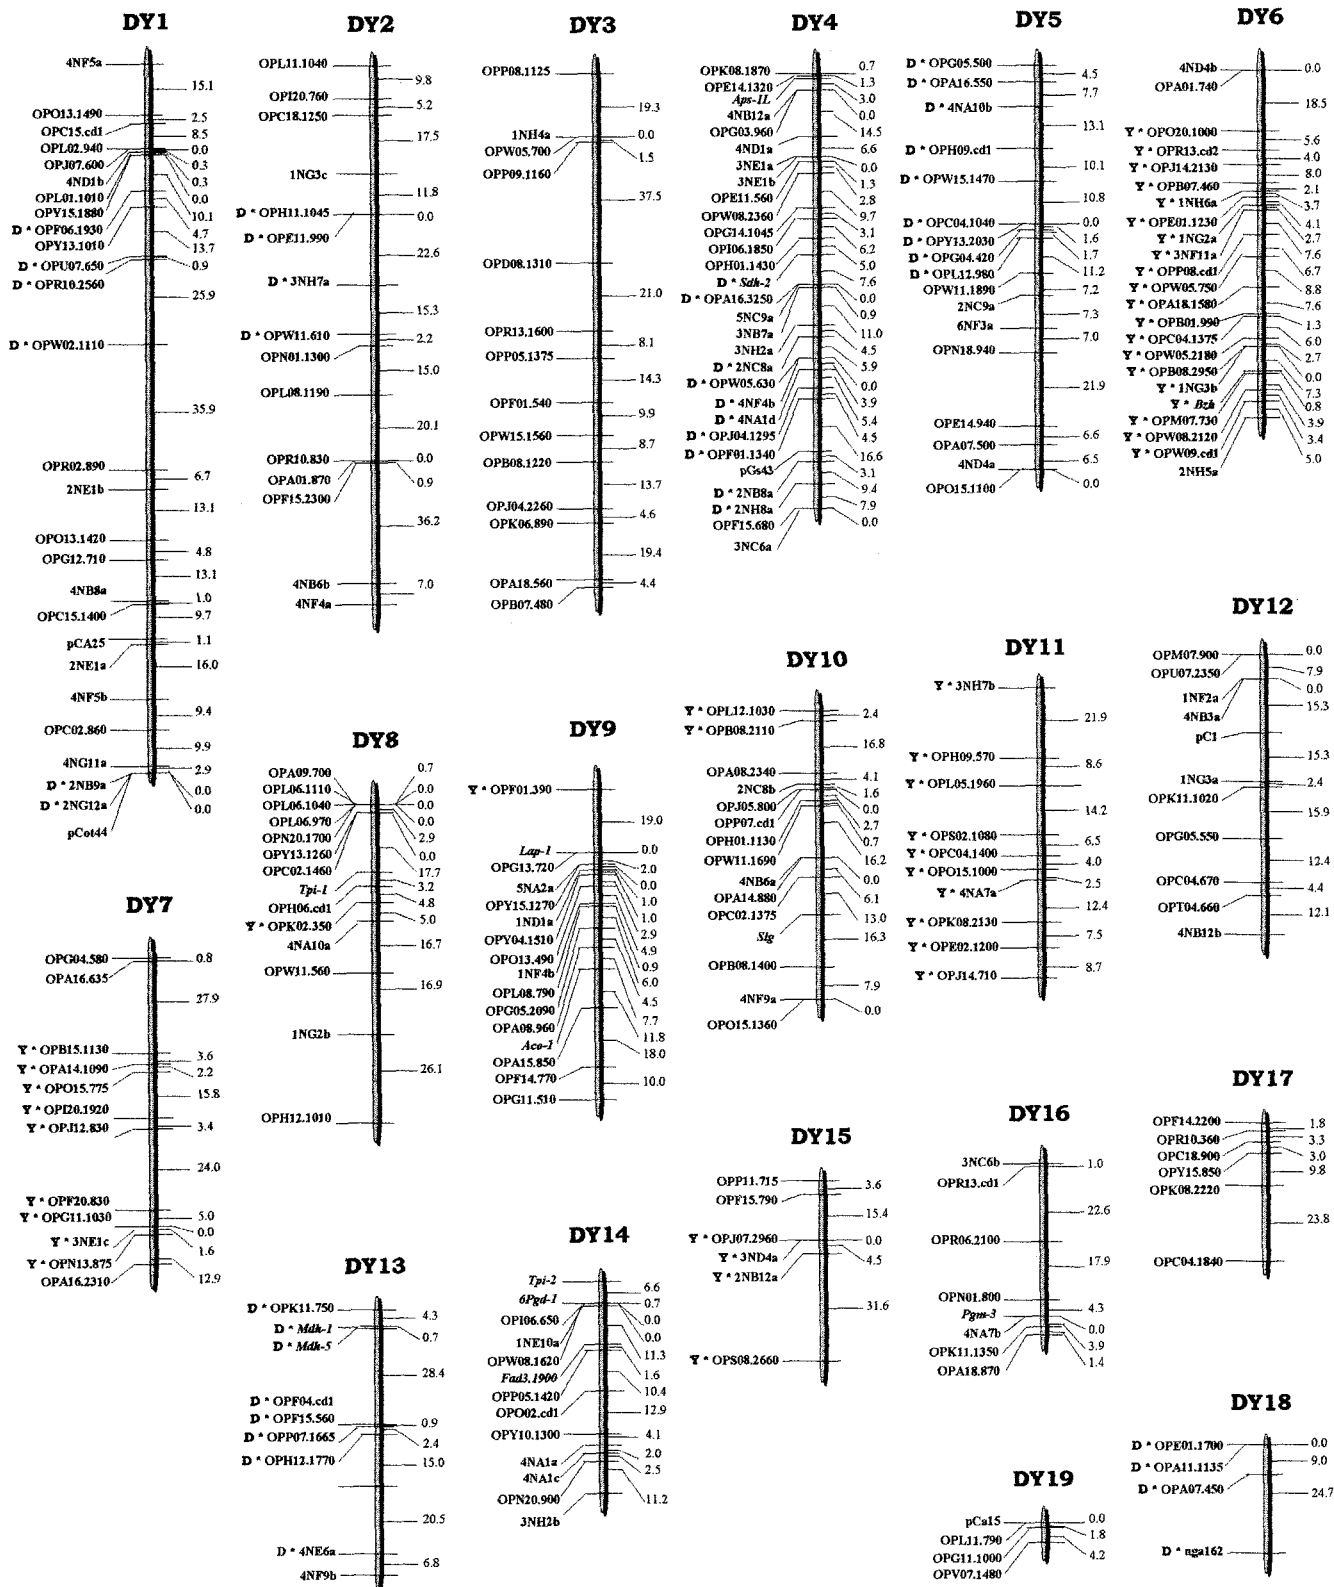 DY1
4NF5a
15.1
OPO13.1490
2.5
OPC15.cd1
8.5
OPL02.940
0.0
OPJ07.600
0.3
4ND1b
0.3
OPL01.1010
0.0
OPY15.1880
10.1
D * OPF06.1930
4.7
OPY13.1010
13.7
D * OPU07.650
0.9
D * OPR10.2560
25.9
D * OPW02.1110
35.9
OPR02.890
6.7
2NE1b
13.1
OPO13.1420
4.8
OPG12.710
13.1
4NB8a
1.0
OPC15.1400
9.7
pCA25
1.1
2NE1a
16.0
4NF5b
9.4
OPC02.860
9.9
4NG11a
2.9
D * 2NB9a
0.0
D * 2NG12a
0.0
pCot44
DY2
OPL11.1040
9.8
OPI20.760
5.2
OPC18.1250
17.5
1NG3c
11.8
D * OPH11.1045
0.0
D * OPE11.990
22.6
D * 3NH7a
15.3
D * OPW11.610
2.2
OPN01.1300
15.0
OPL08.1190
20.1
OPR10.830
0.0
OPA01.870
0.9
OPF15.2300
36.2
4NB6b
7.0
4NF4a
DY3
OPP08.1125
19.3
1NH4a
0.0
OPW05.700
1.5
OPP09.1160
37.5
OPD08.1310
21.0
OPR13.1600
8.1
OPP05.1375
14.3
OPF01.540
9.9
OPW15.1560
8.7
OPB08.1220
13.7
OPJ04.2260
4.6
OPK06.890
19.4
OPA18.560
4.4
OPB07.480
DY4
OPK08.1870
0.7
OPE14.1320
1.3
Aps-1L
3.0
4NB12a
0.0
OPG03.960
14.5
4ND1a
6.6
3NE1a
0.0
3NE1b
1.3
OPE11.560
2.8
OPW08.2360
9.7
OPG14.1045
3.1
OPI06.1850
6.2
OPH01.1430
5.0
D * Sdh-2
7.6
D * OPA16.3250
0.0
5NC9a
0.9
3NB7a
11.0
3NH2a
4.5
D * 2NC8a
5.9
D * OPW05.630
0.0
D * 4NF4b
3.9
D * 4NA1d
5.4
D * OPJ04.1295
4.5
D * OPF01.1340
16.6
pGs43
3.1
D * 2NB8a
9.4
D * 2NH8a
7.9
OPF15.680
0.0
3NC6a
DY5
D * OPG05.500
4.5
D * OPA16.550
7.7
D * 4NA10b
13.1
D * OPH09.cd1
10.1
D * OPW15.1470
10.8
D * OPC04.1040
0.0
D * OPY13.2030
1.6
D * OPG04.420
1.7
D * OPL12.980
11.2
OPW11.1890
7.2
2NC9a
7.3
6NF3a
7.0
OPN18.940
21.9
OPE14.940
6.6
OPA07.500
6.5
4ND4a
0.0
OPO15.1100
DY6
4ND4b
0.0
OPA01.740
18.5
Y * OPO20.1000
5.6
Y * OPR13.cd2
4.0
Y * OPJ14.2130
8.0
Y * OPB07.460
2.1
Y * 1NH6a
3.7
Y * OPE01.1230
4.1
Y * 1NG2a
2.7
Y * 3NF11a
7.6
Y * OPP08.cd1
6.7
Y * OPW05.750
8.8
Y * OPA18.1580
7.6
Y * OPB01.990
1.3
Y * OPC04.1375
6.0
Y * OPW05.2180
2.7
Y * OPB08.2950
0.0
Y * 1NG3b
7.3
Y * Bzh
0.8
Y * OPM07.730
3.9
Y * OPW08.2120
3.4
Y * OPW09.cd1
5.0
2NH5a
DY7
OPG04.580
0.8
OPA16.635
27.9
Y * OPB15.1130
3.6
Y * OPA14.1090
2.2
Y * OPO15.775
15.8
Y * OPI20.1920
3.4
Y * OPJ12.830
24.0
Y * OPF20.830
5.0
Y * OPG11.1030
0.0
Y * 3NE1c
1.6
Y * OPN13.875
12.9
OPA16.2310
DY8
OPA09.700
0.7
OPL06.1110
0.0
OPL06.1040
0.0
OPL06.970
0.0
OPN20.1700
2.9
OPY13.1260
0.0
OPC02.1460
17.7
Tpi-1
3.2
OPH06.cd1
4.8
Y * OPK02.350
5.0
4NA10a
16.7
OPW11.560
16.9
1NG2b
26.1
OPH12.1010
DY9
Y * OPF01.390
19.0
Lap-1
0.0
OPG13.720
2.0
5NA2a
0.0
OPY15.1270
1.0
1ND1a
1.0
OPY04.1510
2.9
OPO13.490
4.9
1NF4b
0.9
OPL08.790
6.0
OPG05.2090
4.5
OPA08.960
7.7
Aco-1
11.8
OPA15.850
18.0
OPF14.770
10.0
OPG11.510
DY10
Y * OPL12.1030
2.4
Y * OPB08.2110
16.8
OPA08.2340
4.1
2NC8b
1.6
OPJ05.800
0.0
OPP07.cd1
2.7
OPH01.1130
0.7
OPW11.1690
16.2
4NB6a
0.0
OPA14.880
6.1
OPC02.1375
13.0
Slg
16.3
OPB08.1400
7.9
4NF9a
0.0
OPO15.1360
DY11
Y * 3NH7b
21.9
Y * OPH09.570
8.6
Y * OPL05.1960
14.2
Y * OPS02.1080
6.5
Y * OPC04.1400
4.0
Y * OPO15.1000
2.5
Y * 4NA7a
12.4
Y * OPK08.2130
7.5
Y * OPE02.1200
8.7
Y * OPJ14.710
DY12
OPM07.900
0.0
OPU07.2350
7.9
1NF2a
0.0
4NB3a
15.3
pC1
15.3
1NG3a
2.4
OPK11.1020
15.9
OPG05.550
12.4
OPC04.670
4.4
OPT04.660
12.1
4NB12b
DY13
D * OPK11.750
4.3
D * Mdh-1
0.7
D * Mdh-5
28.4
D * OPF04.cd1
D * OPF15.560
0.9
D * OPP07.1665
2.4
D * OPH12.1770
15.0
20.5
D * 4NE6a
6.8
4NF9b
DY14
Tpi-2
6.6
6Pgd-1
0.7
OPI06.650
0.0
1NE10a
0.0
OPW08.1620
11.3
Fad3.1900
1.6
OPP05.1420
10.4
OPO02.cd1
12.9
OPY10.1300
4.1
4NA1a
2.0
4NA1c
2.5
OPN20.900
11.2
3NH2b
DY15
OPP11.715
3.6
OPF15.790
15.4
Y * OPJ07.2960
0.0
Y * 3ND4a
4.5
Y * 2NB12a
31.6
Y * OPS08.2660
DY16
3NC6b
1.0
OPR13.cd1
22.6
OPR06.2100
17.9
OPN01.800
4.3
Pgm-3
0.0
4NA7b
3.9
OPK11.1350
1.4
OPA18.870
DY17
OPF14.2200
1.8
OPR10.360
3.3
OPC18.900
3.0
OPY15.850
9.8
OPK08.2220
23.8
OPC04.1840
DY18
D * OPE01.1700
0.0
D * OPA11.1135
9.0
D * OPA07.450
24.7
D * nga162
DY19
pCa15
0.0
OPL11.790
1.8
OPG11.1000
4.2
OPV07.1480